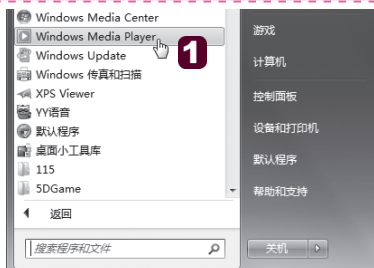 Windows Media Center
Windows Media Player
Windows Update
Windows 传真和扫描
XPS Viewer
YY语音
默认程序
桌面小工具库
115
5DGame
返回
搜索程序和文件
1
游戏
计算机
控制面板
设备和打印机
默认程序
帮助和支持
关机